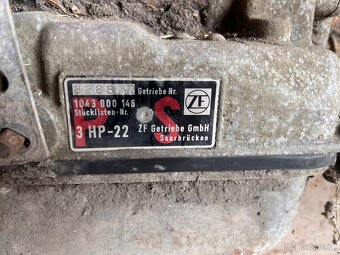 Getriebe Nr.
1043 000 146
Stücklisten-Nr.
ZF
3 HP-22
ZF Getriebe GmbH
Saarbrücken
P S